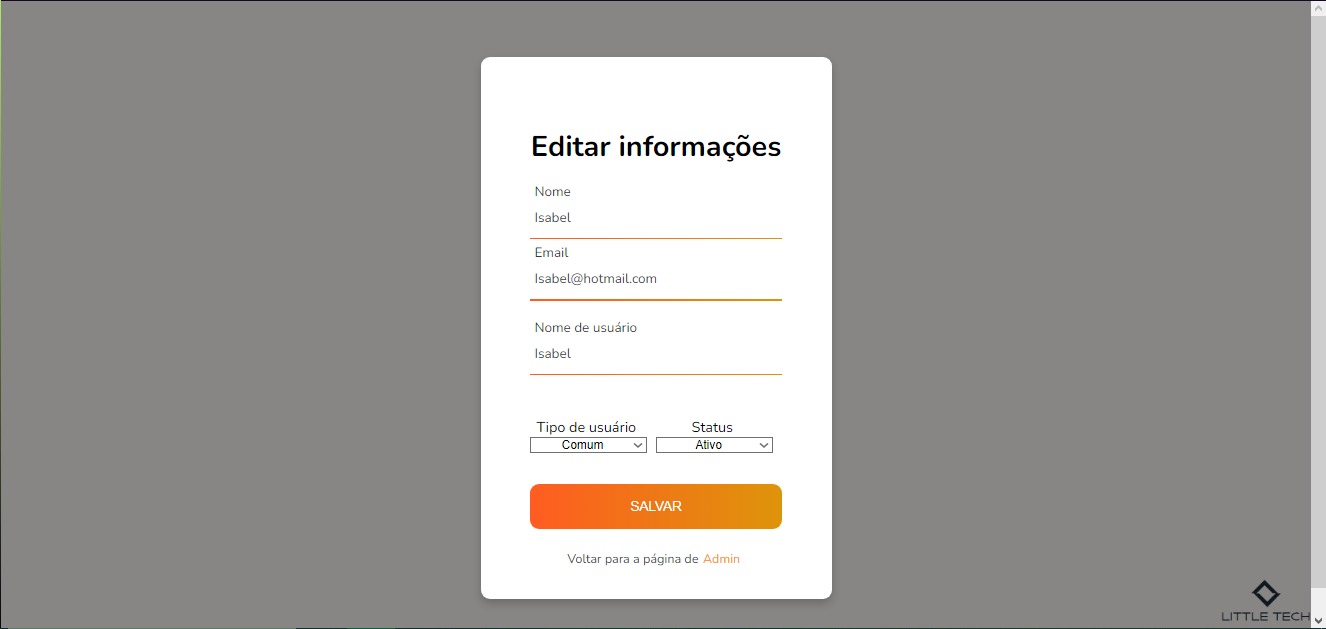 Editar informações
Nome
Isabel
Email
Isabel@hotmail.com
Nome de usuário
Isabel
Tipo de usuário Status
Comum Ativo
SALVAR
Voltar para a página de Admin
LITTLE TECH